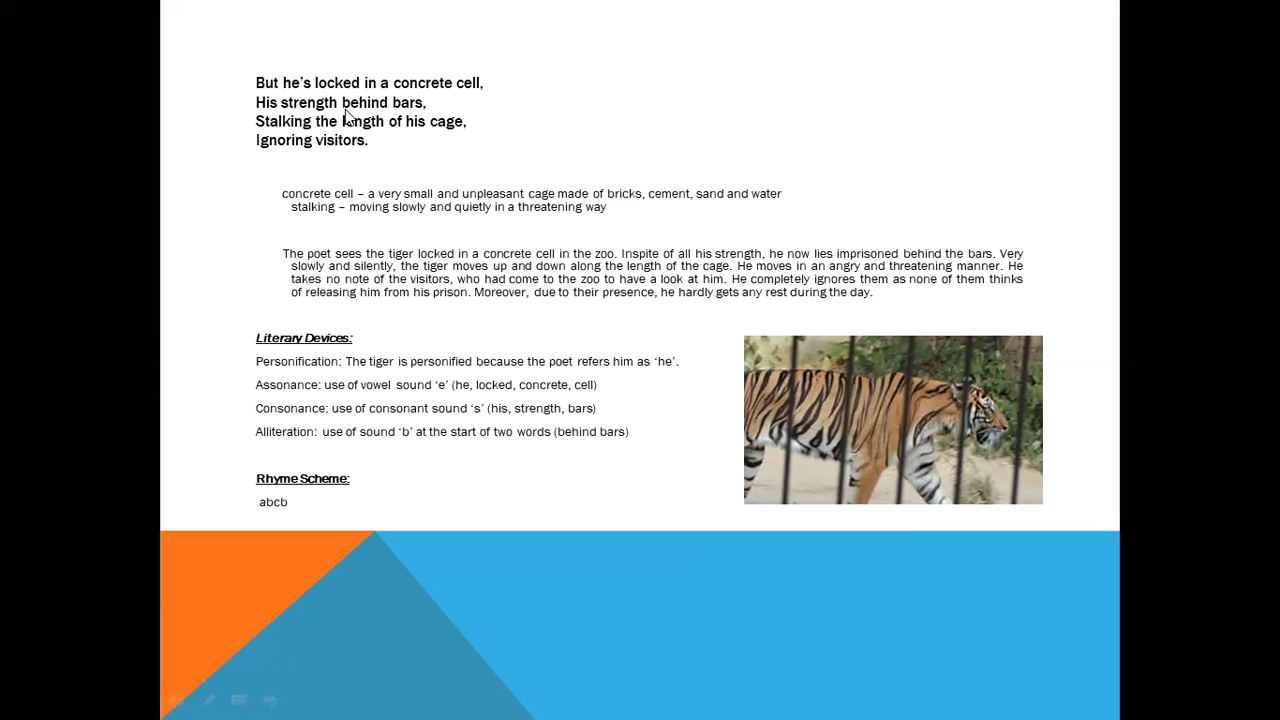 But he's locked in a concrete cell,
His strength behind bars,
Stalking the length of his cage,
Ignoring visitors.
concrete cell – a very small and unpleasant cage made of bricks, cement, sand and water
stalking – moving slowly and quietly in a threatening way
The poet sees the tiger locked in a concrete cell in the zoo. Inspite of all his strength, he now lies imprisoned behind the bars. Very
slowly and silently, the tiger moves up and down along the length of the cage. He moves in an angry and threatening manner. He
takes no note of the visitors, who had come to the zoo to have a look at him. He completely ignores them as none of them thinks
of releasing him from his prison. Moreover, due to their presence, he hardly gets any rest during the day.
Literary Devices:
Personification: The tiger is personified because the poet refers him as 'he'.
Assonance: use of vowel sound 'e' (he, locked, concrete, cell)
Consonance: use of consonant sound 's' (his, strength, bars)
Alliteration: use of sound 'b' at the start of two words (behind bars)
Rhyme Scheme:
abcb